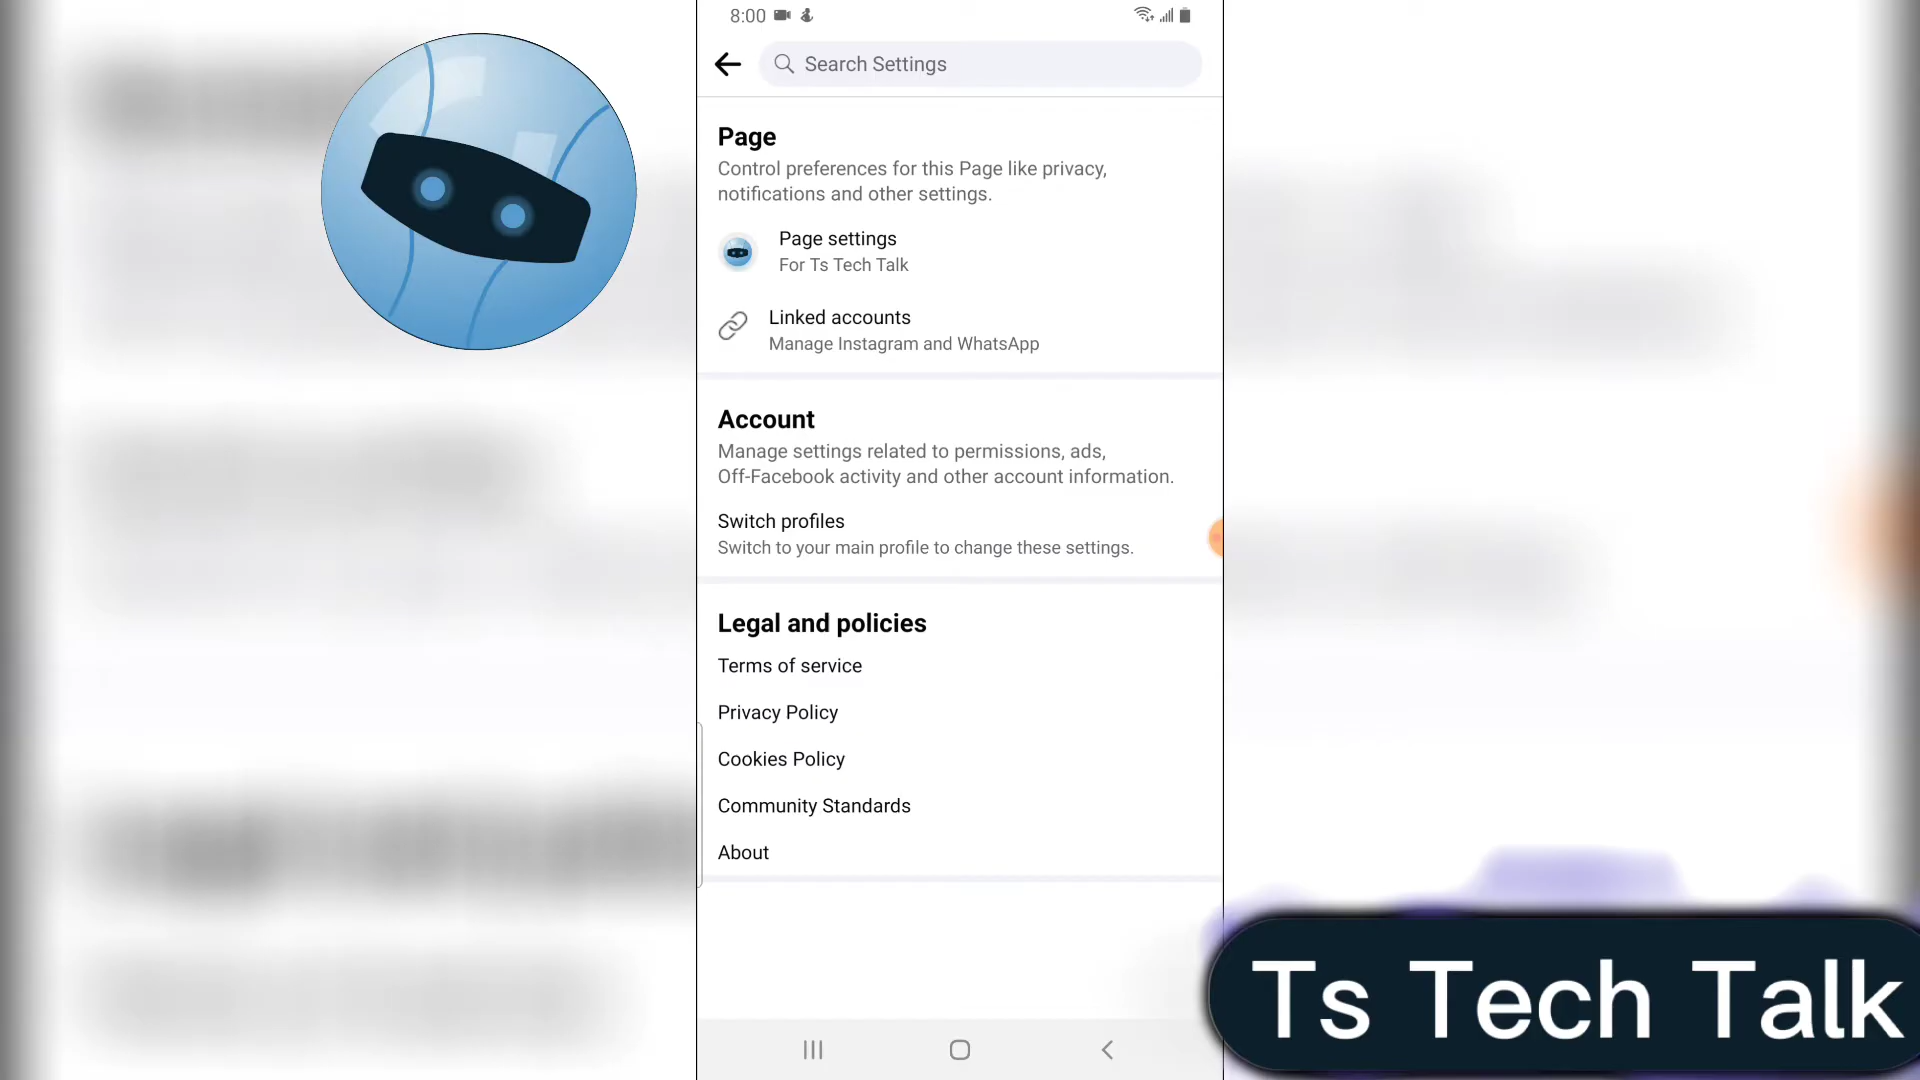 8:00
Search Settings
Page
Control preferences for this Page like privacy,
notifications and other settings.
Page settings
For Ts Tech Talk
Linked accounts
Manage Instagram and WhatsApp
Account
Manage settings related to permissions, ads,
Off-Facebook activity and other account information.
Switch profiles
Switch to your main profile to change these settings.
Legal and policies
Terms of service
Privacy Policy
Cookies Policy
Community Standards
About
Ts Tech Talk